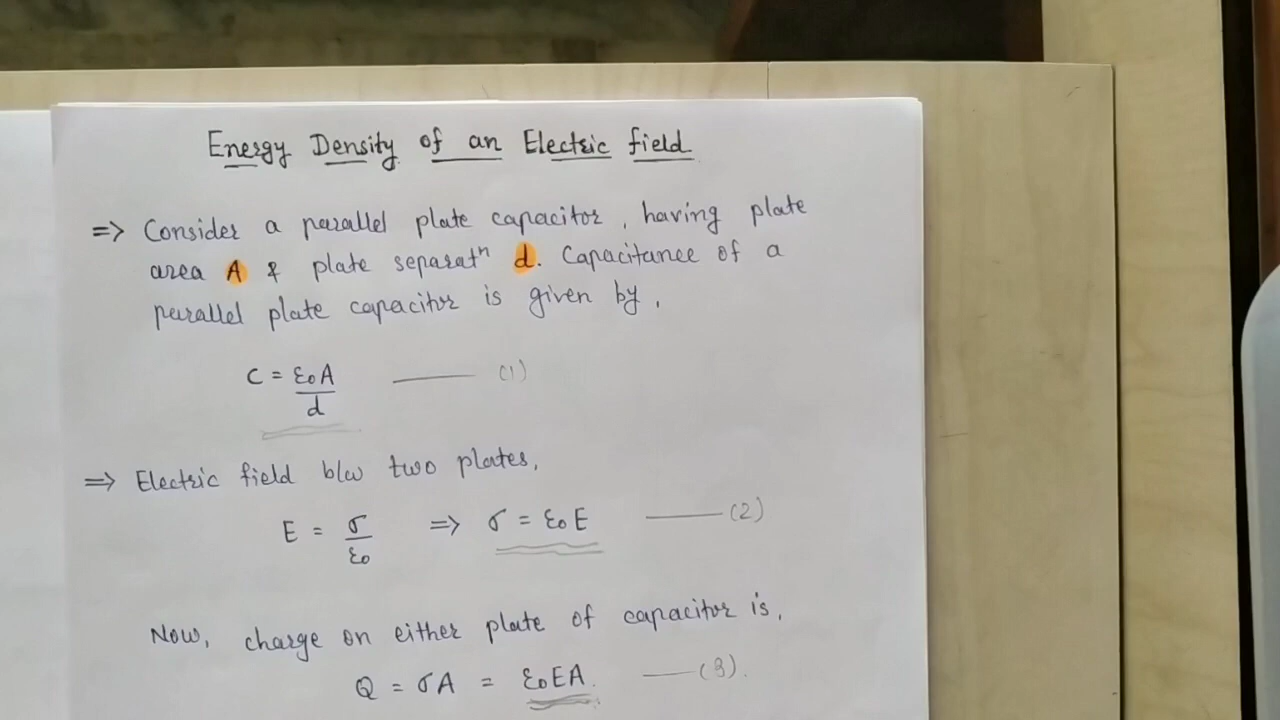 Energy Density of an Electric field
=> Consider a parallel plate capacitor, having plate
area A & plate separatⁿ d. Capacitance of a
parallel plate capacitor is given by,
C = ε₀A/d ——— (1)
=> Electric field b/w two plates,
E = σ/ε₀ => σ = ε₀E ——— (2)
Now, charge on either plate of capacitor is,
Q = σA = ε₀EA. ——— (3).